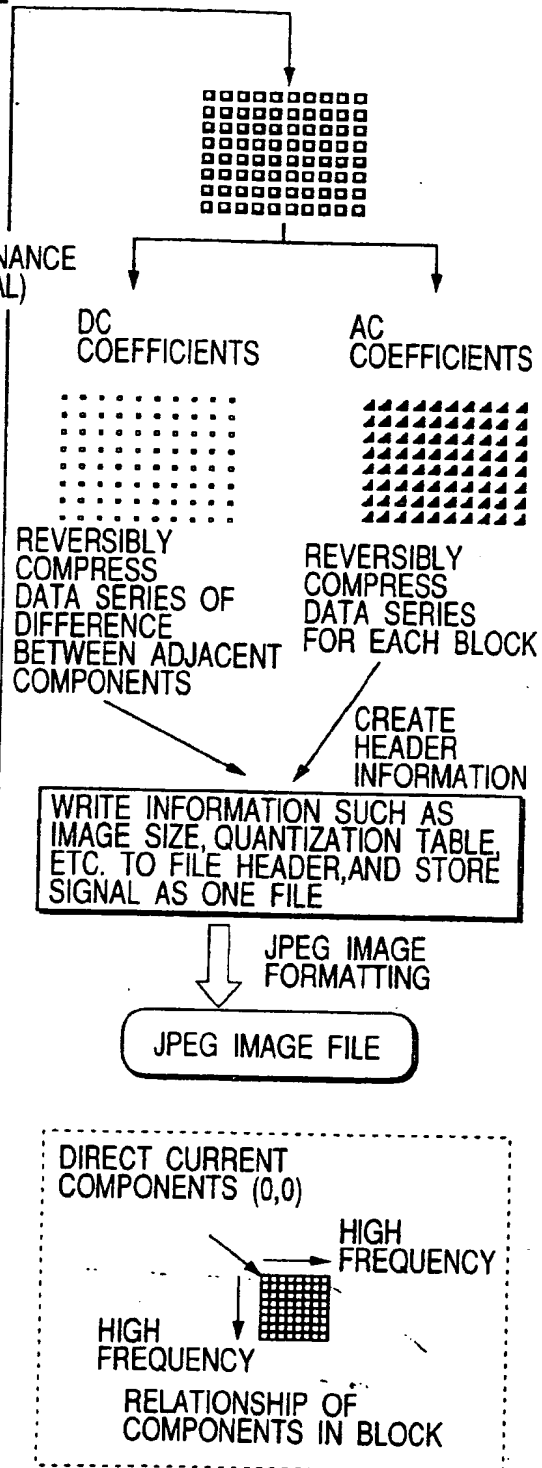 DC
COEFFICIENTS
AC
COEFFICIENTS
REVERSIBLY
COMPRESS
DATA SERIES OF
DIFFERENCE
BETWEEN ADJACENT
COMPONENTS
REVERSIBLY
COMPRESS
DATA SERIES
FOR EACH BLOCK
CREATE
HEADER
INFORMATION
WRITE INFORMATION SUCH AS
IMAGE SIZE, QUANTIZATION TABLE,
ETC. TO FILE HEADER,AND STORE
SIGNAL AS ONE FILE
JPEG IMAGE
FORMATTING
JPEG IMAGE FILE
DIRECT CURRENT
COMPONENTS (0,0)
HIGH
FREQUENCY
HIGH
FREQUENCY
RELATIONSHIP OF
COMPONENTS IN BLOCK